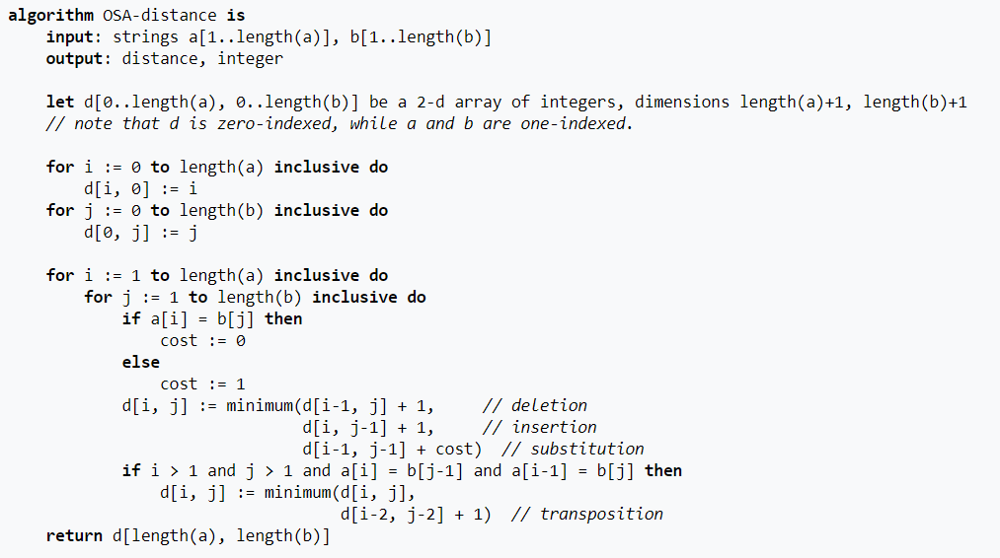 algorithm OSA-distance is
    input: strings a[1..length(a)], b[1..length(b)]
    output: distance, integer

    let d[0..length(a), 0..length(b)] be a 2-d array of integers, dimensions length(a)+1, length(b)+1
    // note that d is zero-indexed, while a and b are one-indexed.

    for i := 0 to length(a) inclusive do
        d[i, 0] := i
    for j := 0 to length(b) inclusive do
        d[0, j] := j

    for i := 1 to length(a) inclusive do
        for j := 1 to length(b) inclusive do
            if a[i] = b[j] then
                cost := 0
            else
                cost := 1
            d[i, j] := minimum(d[i-1, j] + 1,     // deletion
                               d[i, j-1] + 1,     // insertion
                               d[i-1, j-1] + cost)  // substitution
            if i > 1 and j > 1 and a[i] = b[j-1] and a[i-1] = b[j] then
                d[i, j] := minimum(d[i, j],
                                   d[i-2, j-2] + 1)  // transposition
    return d[length(a), length(b)]